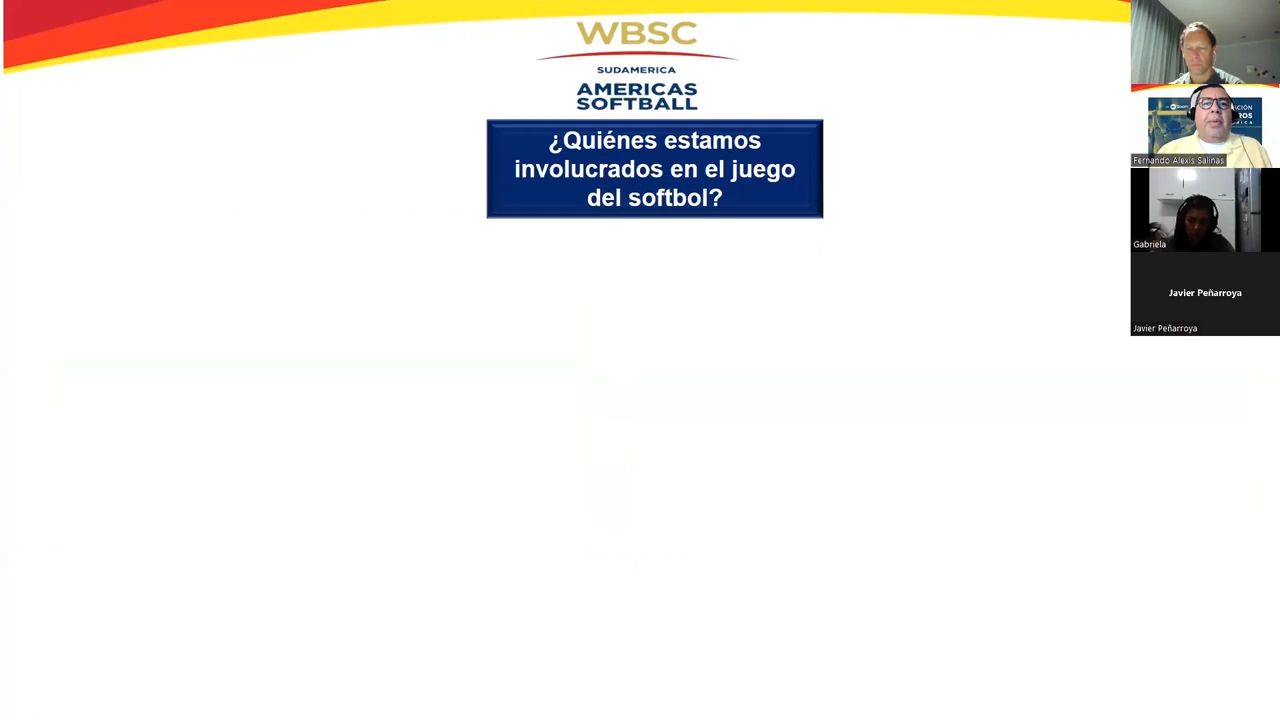 WBSC
SUDAMERICA
AMERICAS
SOFTBALL
¿Quiénes estamos
involucrados en el juego
del softbol?
Fernando Alexis Salinas
Gabriela
Javier Peñarroya
Javier Peñarroya